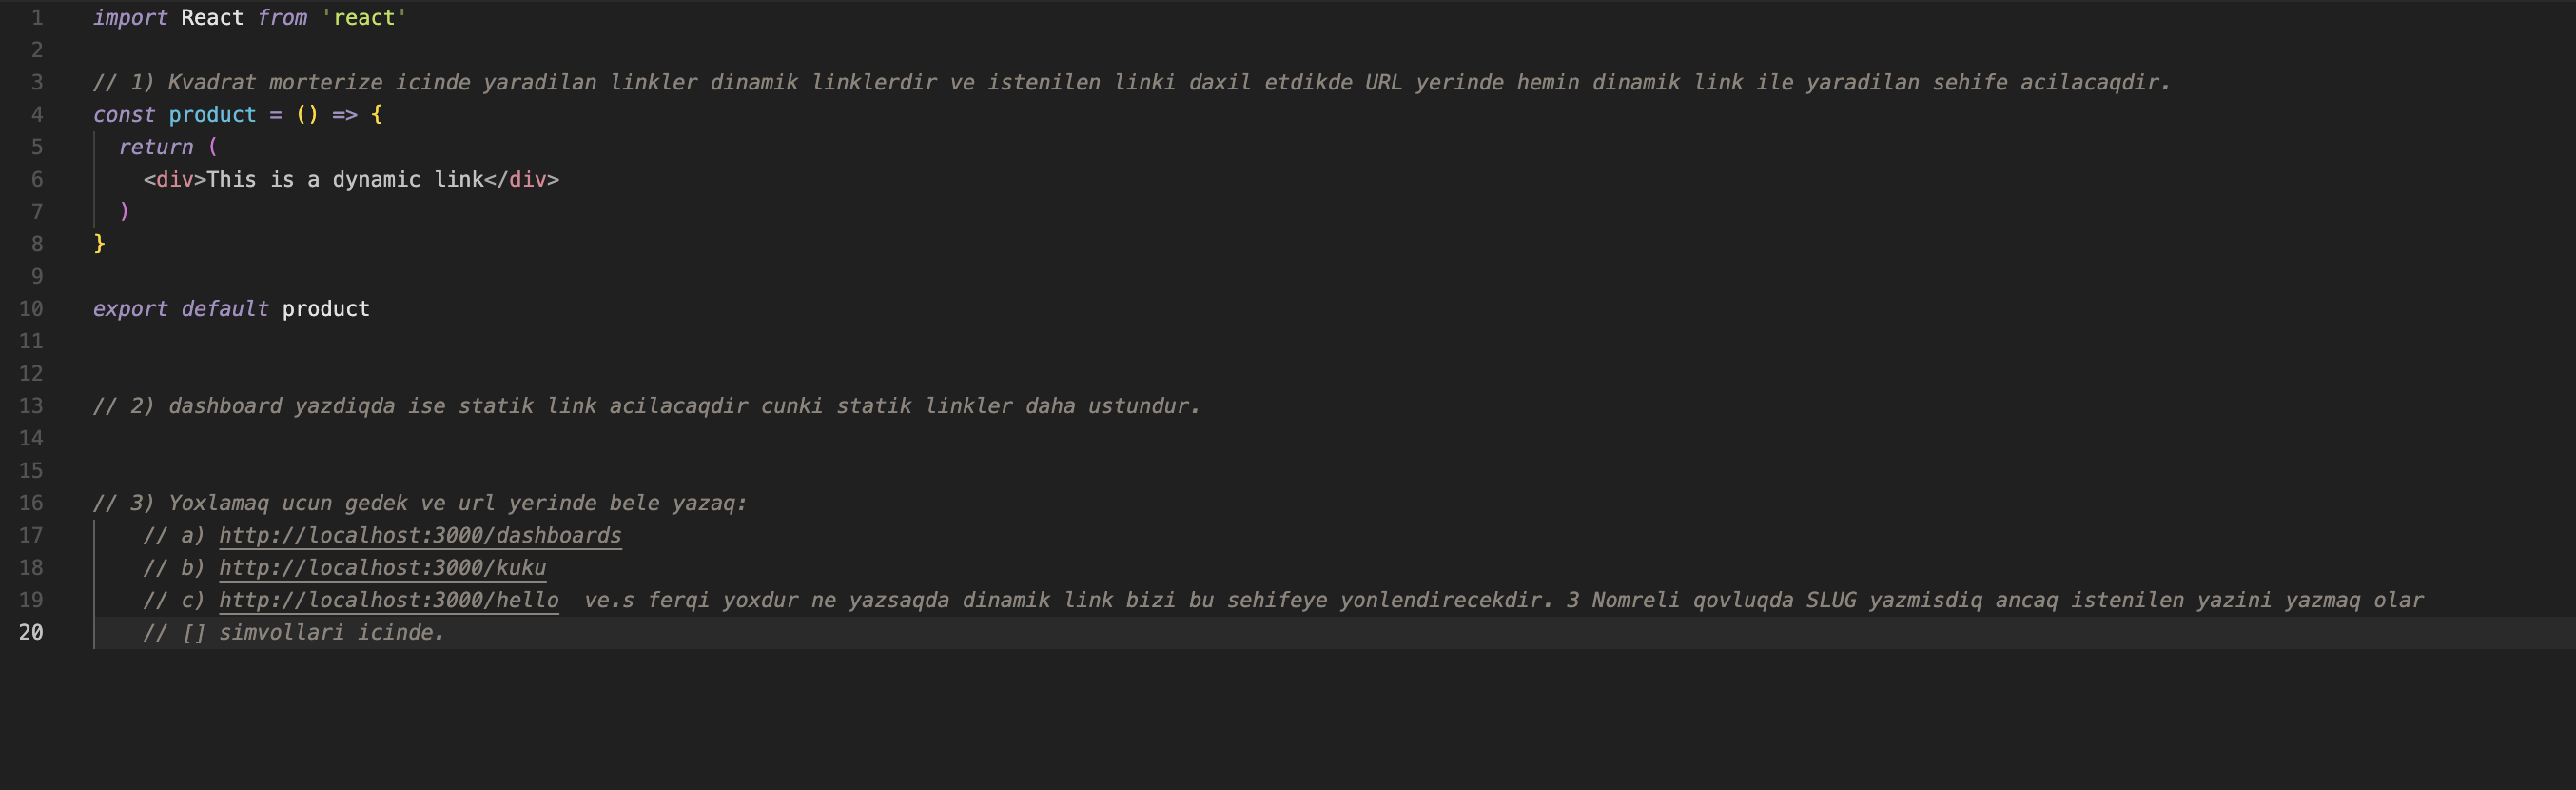 1 import React from 'react'
2
3 // 1) Kvadrat morterize icinde yaradilan linkler dinamik linklerdir ve istenilen linki daxil etdikde URL yerinde hemin dinamik link ile yaradilan sehife acilacaqdir.
4 const product = () => {
5 return (
6 <div>This is a dynamic link</div>
7 )
8 }
9
10 export default product
11
12
13 // 2) dashboard yazdiqda ise statik link acilacaqdir cunki statik linkler daha ustundur.
14
15
16 // 3) Yoxlamaq ucun gedek ve url yerinde bele yazaq:
17 // a) http://localhost:3000/dashboards
18 // b) http://localhost:3000/kuku
19 // c) http://localhost:3000/hello ve.s ferqi yoxdur ne yazsaqda dinamik link bizi bu sehifeye yonlendirecekdir. 3 Nomreli qovluqda SLUG yazmisdiq ancaq istenilen yazini yazmaq olar
20 // [] simvollari icinde.